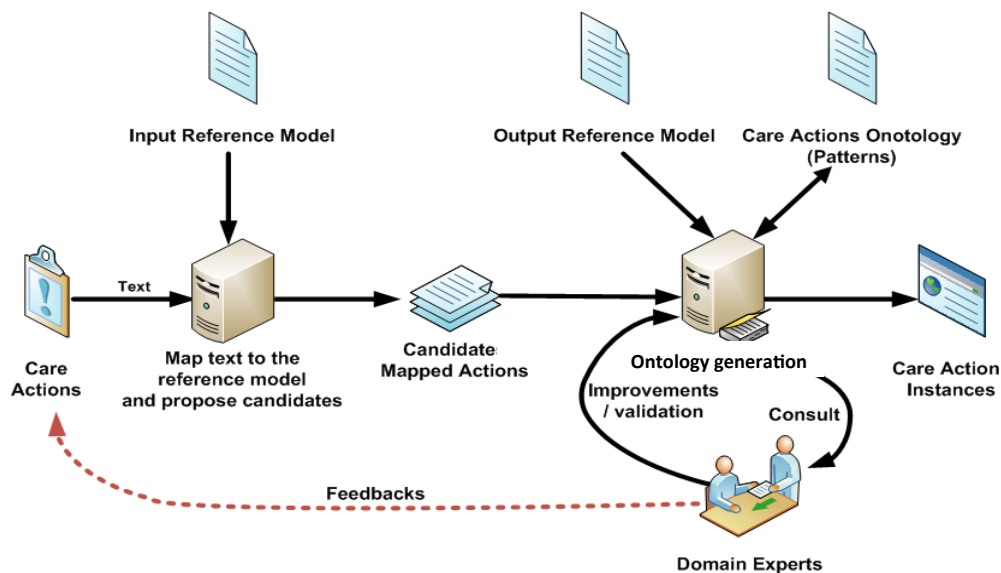 Input Reference Model
Output Reference Model
Care Actions Onotology
(Patterns)
Text
Care
Actions
Map text to the
reference model
and propose candidates
Candidate
Mapped Actions
Ontology generation
Care Action
Instances
Improvements
/ validation
Consult
Feedbacks
Domain Experts